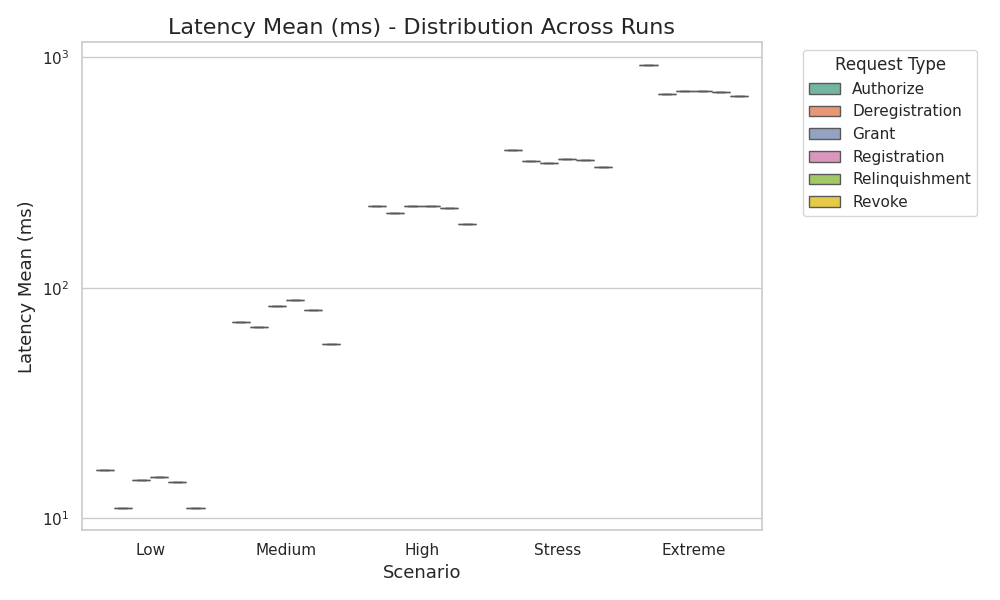 Latency Mean (ms) - Distribution Across Runs
10³
10²
10¹
Latency Mean (ms)
Low
Medium
High
Stress
Extreme
Scenario
Request Type
Authorize
Deregistration
Grant
Registration
Relinquishment
Revoke